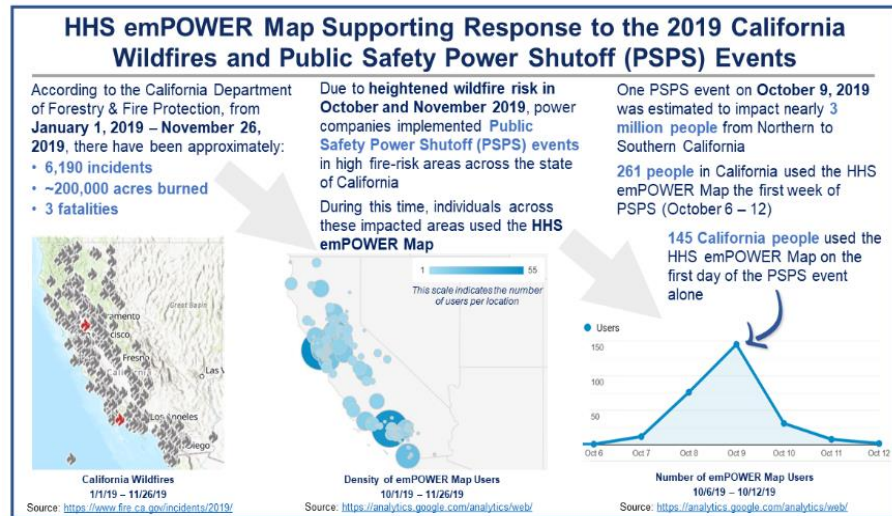 HHS emPOWER Map Supporting Response to the 2019 California
Wildfires and Public Safety Power Shutoff (PSPS) Events
According to the California Department
of Forestry & Fire Protection, from
January 1, 2019 – November 26,
2019, there have been approximately:
• 6,190 incidents
• ~200,000 acres burned
• 3 fatalities
Great Basin
ramento
cisco
Fresno
Califor
Las V
Los Angeles
Diego
California Wildfires
1/1/19 – 11/26/19
Source: https://www.fire.ca.gov/incidents/2019/
Due to heightened wildfire risk in
October and November 2019, power
companies implemented Public
Safety Power Shutoff (PSPS) events
in high fire-risk areas across the state
of California
During this time, individuals across
these impacted areas used the HHS
emPOWER Map
1 55
This scale indicates the number
of users per location
Density of emPOWER Map Users
10/1/19 – 11/26/19
Source: https://analytics.google.com/analytics/web/
One PSPS event on October 9, 2019
was estimated to impact nearly 3
million people from Northern to
Southern California
261 people in California used the HHS
emPOWER Map the first week of
PSPS (October 6 – 12)
145 California people used the
HHS emPOWER Map on the
first day of the PSPS event
alone
Users
150
100
50
Oct 6 Oct 7 Oct 8 Oct 9 Oct 10 Oct 11 Oct 12
Number of emPOWER Map Users
10/6/19 – 10/12/19
Source: https://analytics.google.com/analytics/web/